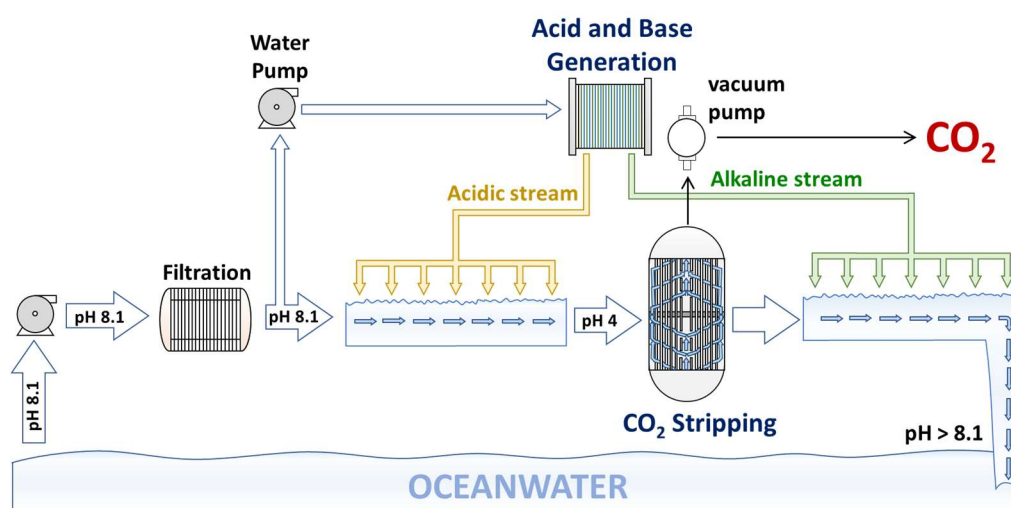 Acid and Base
Generation
Water
Pump
vacuum
pump
CO₂
Acidic stream
Alkaline stream
Filtration
pH 8.1
pH 8.1
pH 4
pH 8.1
CO₂ Stripping
pH > 8.1
OCEANWATER